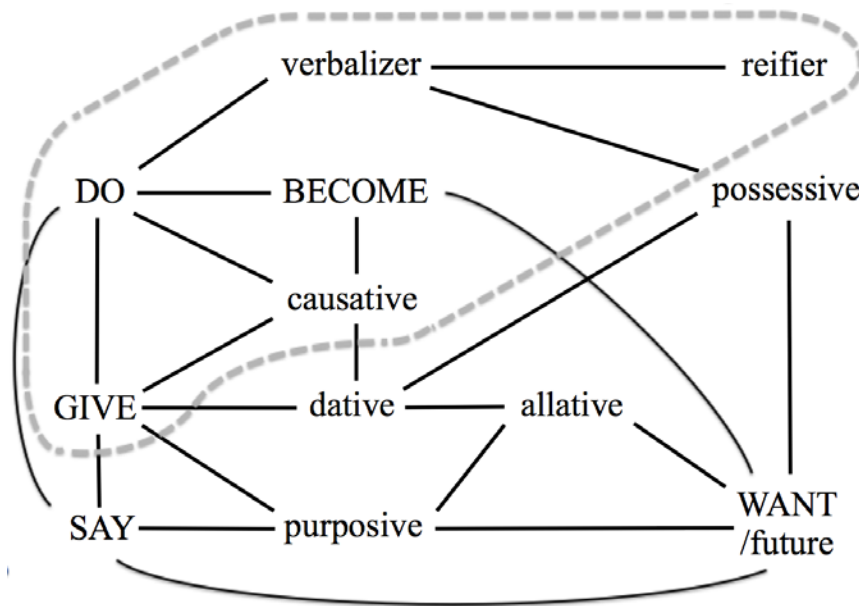 verbalizer reifier
DO BECOME possessive
causative
GIVE dative allative
SAY purposive WANT
/future